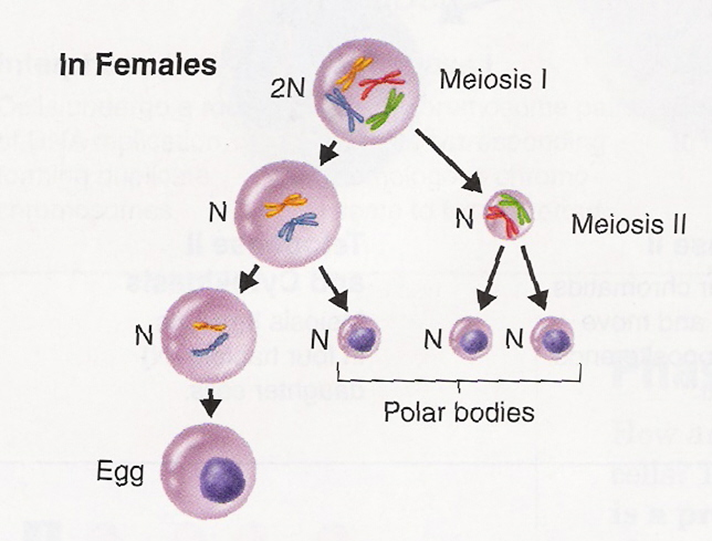 In Females
2N
Meiosis I
N
N
Meiosis II
N
N
N
N
Polar bodies
Egg